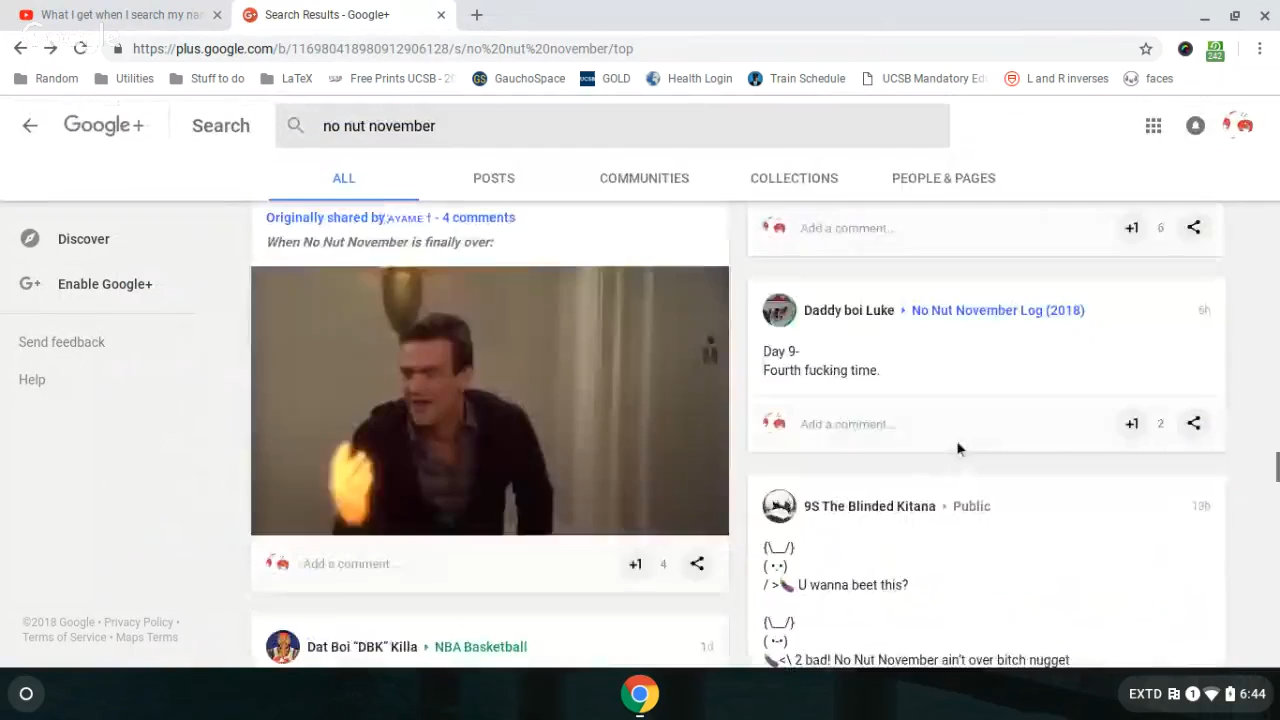 What I get when I search my nar
Search Results - Google+
https://plus.google.com/b/116980418980912906128/s/no%20nut%20november/top
242
Random
Utilities
Stuff to do
LaTeX
Free Prints UCSB - 2
GauchoSpace
GOLD
Health Login
Train Schedule
UCSB Mandatory Ed
L and R inverses
faces
Google+
Search
no nut november
ALL
POSTS
COMMUNITIES
COLLECTIONS
PEOPLE & PAGES
Discover
G+ Enable Google+
Send feedback
Help
©2018 Google • Privacy Policy •
Terms of Service • Maps Terms
Originally shared by AYAME † - 4 comments
When No Nut November is finally over:
Add a comment...
+1 4
Dat Boi “DBK” Killa ▸ NBA Basketball
1d
Add a comment...
+1 6
Daddy boi Luke ▸ No Nut November Log (2018)
6h
Day 9-
Fourth fucking time.
Add a comment...
+1 2
9S The Blinded Kitana • Public
{\__/}
( •.•)
/ >🍆 U wanna beet this?
{\__/}
🍆<\ 2 bad! No Nut November ain't over bitch nugget
EXTD 1 6:44